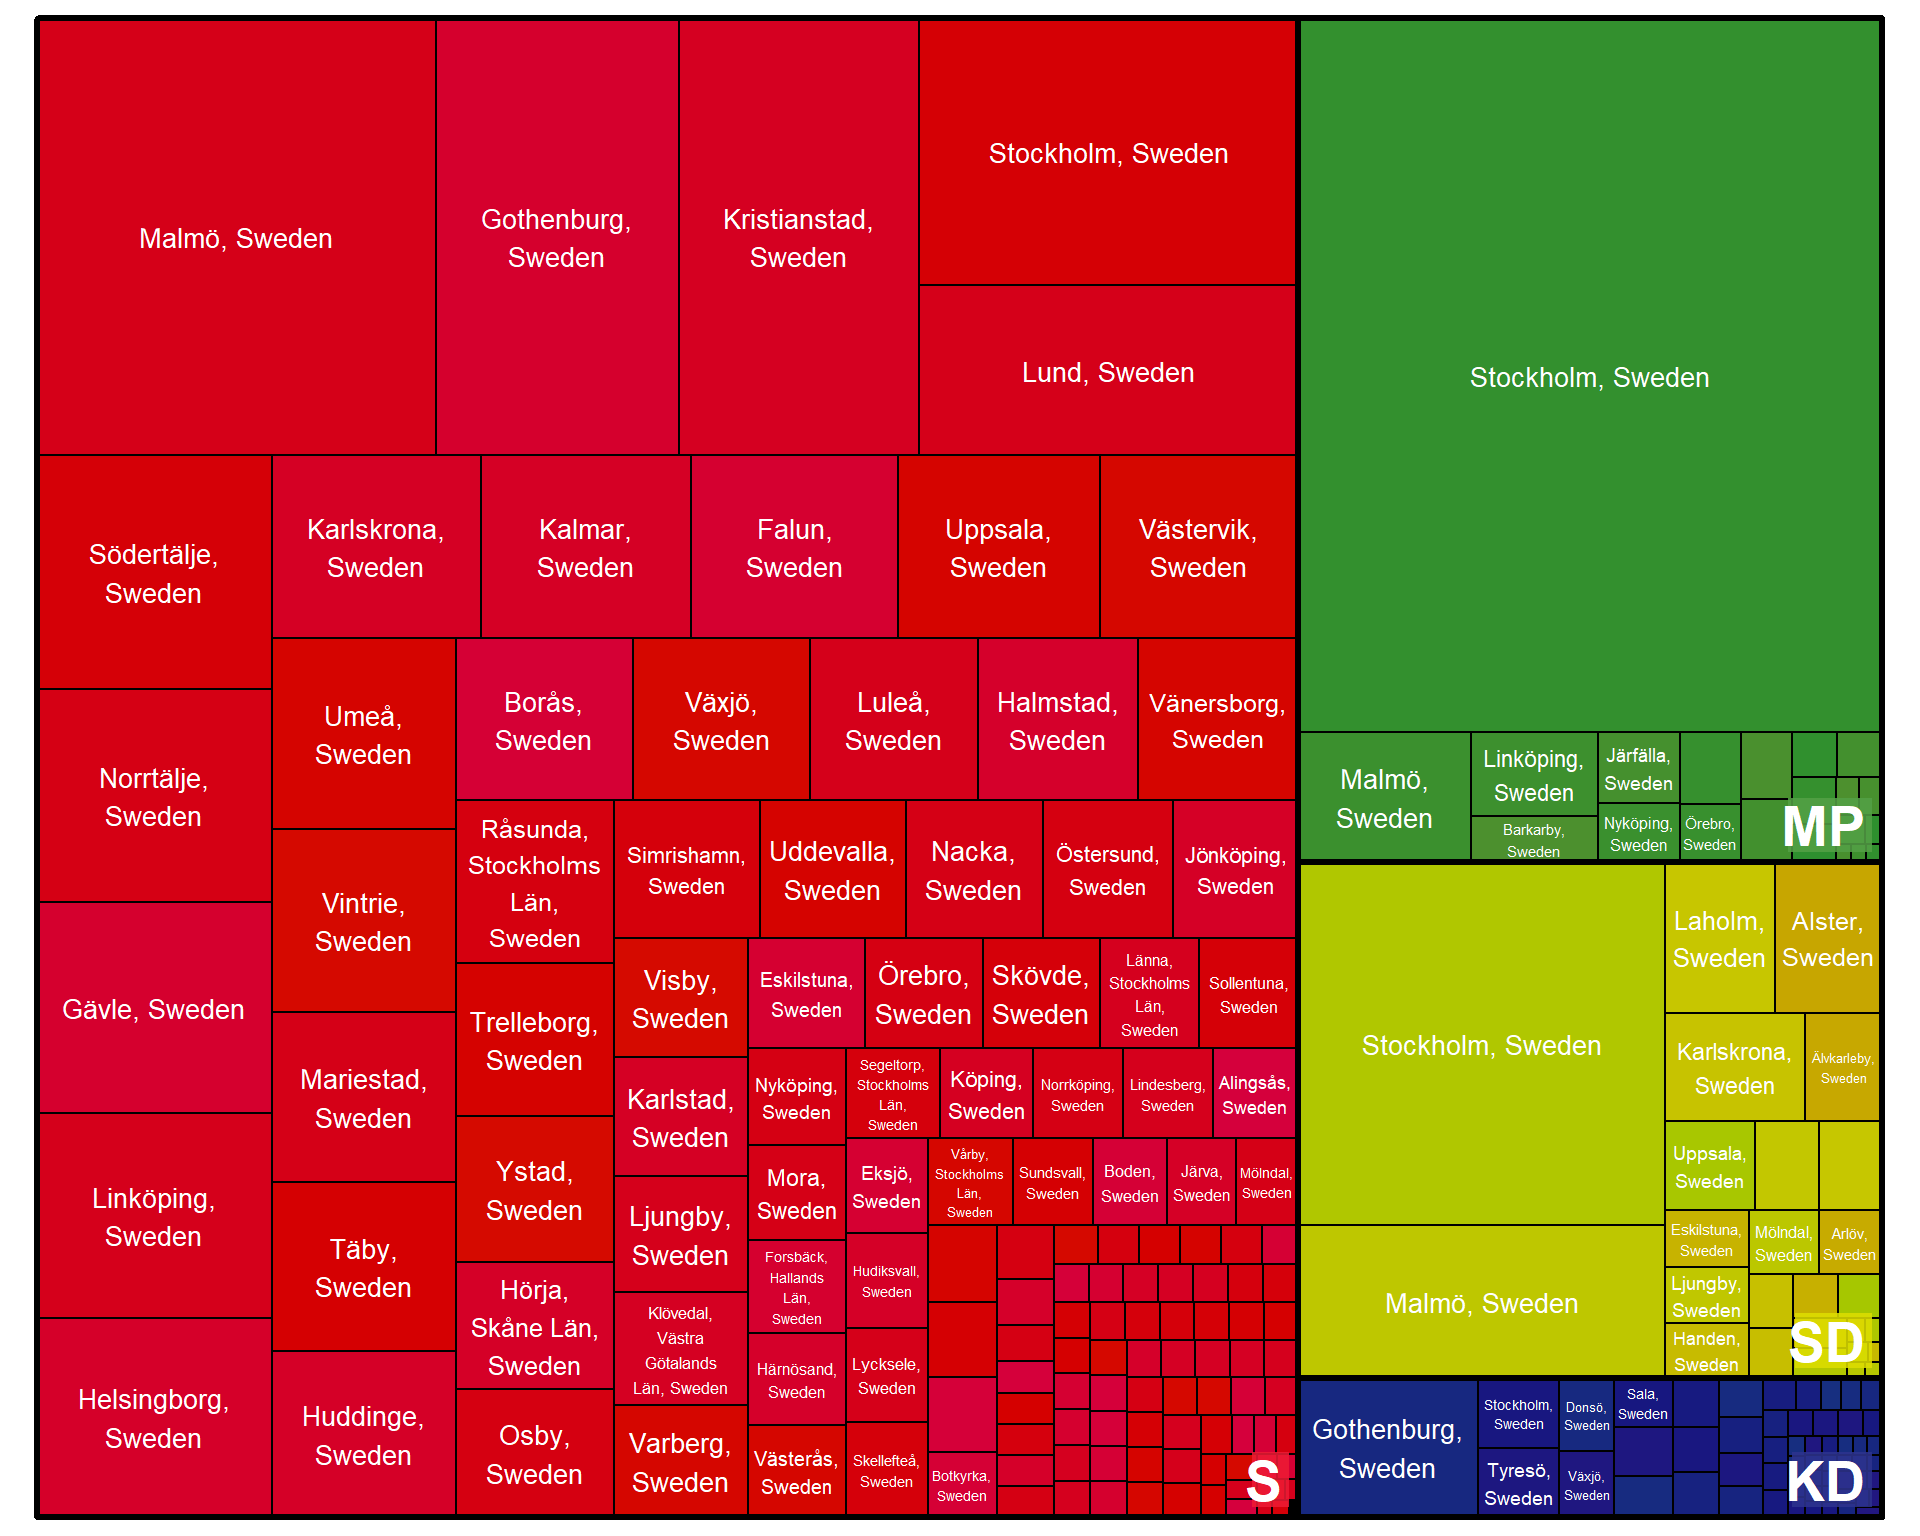 Malmö, Sweden
Gothenburg,
Sweden
Kristianstad,
Sweden
Stockholm, Sweden
Lund, Sweden
Södertälje,
Sweden
Karlskrona,
Sweden
Kalmar,
Sweden
Falun,
Sweden
Uppsala,
Sweden
Västervik,
Sweden
Norrtälje,
Sweden
Gävle, Sweden
Linköping,
Sweden
Helsingborg,
Sweden
Umeå,
Sweden
Vintrie,
Sweden
Mariestad,
Sweden
Täby,
Sweden
Huddinge,
Sweden
Borås,
Sweden
Växjö,
Sweden
Luleå,
Sweden
Halmstad,
Sweden
Vänersborg,
Sweden
Råsunda,
Stockholms
Län,
Sweden
Trelleborg,
Sweden
Ystad,
Sweden
Hörja,
Skåne Län,
Sweden
Osby,
Sweden
Simrishamn,
Sweden
Uddevalla,
Sweden
Nacka,
Sweden
Östersund,
Sweden
Jönköping,
Sweden
Visby,
Sweden
Karlstad,
Sweden
Ljungby,
Sweden
Klövedal,
Västra
Götalands
Län, Sweden
Varberg,
Sweden
Eskilstuna,
Sweden
Örebro,
Sweden
Skövde,
Sweden
Länna,
Stockholms
Län,
Sweden
Sollentuna,
Sweden
Nyköping,
Sweden
Mora,
Sweden
Forsbäck,
Hallands
Län,
Sweden
Härnösand,
Sweden
Västerås,
Sweden
Segeltorp,
Stockholms
Län,
Sweden
Köping,
Sweden
Norrköping,
Sweden
Lindesberg,
Sweden
Alingsås,
Sweden
Eksjö,
Sweden
Hudiksvall,
Sweden
Lycksele,
Sweden
Skellefteå,
Sweden
Vårby,
Stockholms
Län,
Sweden
Sundsvall,
Sweden
Boden,
Sweden
Järva,
Sweden
Mölndal,
Sweden
Botkyrka,
Sweden
S
Stockholm, Sweden
Malmö,
Sweden
Linköping,
Sweden
Barkarby,
Sweden
Järfälla,
Sweden
Nyköping,
Sweden
Örebro,
Sweden
MP
Stockholm, Sweden
Malmö, Sweden
Laholm,
Sweden
Alster,
Sweden
Karlskrona,
Sweden
Älvkarleby,
Sweden
Uppsala,
Sweden
Eskilstuna,
Sweden
Mölndal,
Sweden
Arlöv,
Sweden
Ljungby,
Sweden
Handen,
Sweden
SD
Gothenburg,
Sweden
Stockholm,
Sweden
Tyresö,
Sweden
Donsö,
Sweden
Växjö,
Sweden
Sala,
Sweden
KD